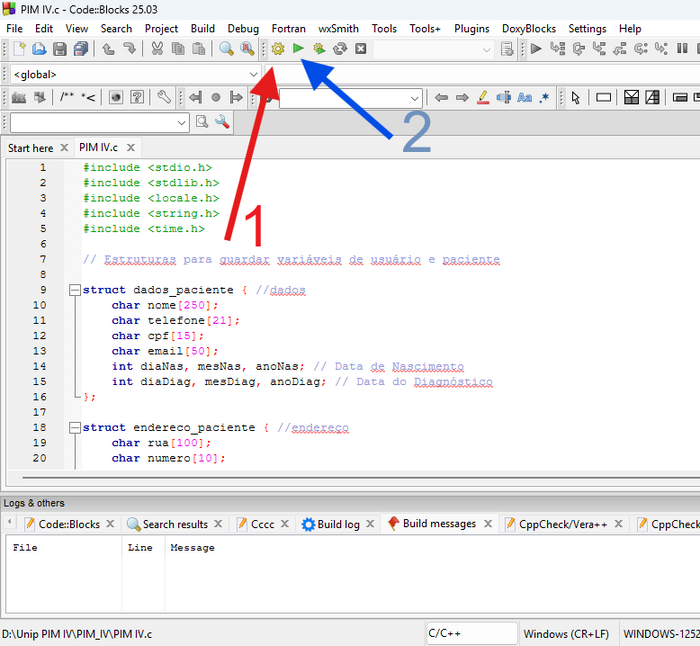 PIM IV.c - Code::Blocks 25.03
File Edit View Search Project Build Debug Fortran wxSmith Tools Tools+ Plugins DoxyBlocks Settings Help
<global>
/** *< Aa .*
2
Start here PIM IV.c
1
1 #include <stdio.h>
2 #include <stdlib.h>
3 #include <locale.h>
4 #include <string.h>
5 #include <time.h>
6
7 // Estruturas para guardar variáveis de usuário e paciente
8
9 struct dados_paciente { //dados
10 char nome[250];
11 char telefone[21];
12 char cpf[15];
13 char email[50];
14 int diaNas, mesNas, anoNas; // Data de Nascimento
15 int diaDiag, mesDiag, anoDiag; // Data do Diagnóstico
16 };
17
18 struct endereco_paciente { //endereço
19 char rua[100];
20 char numero[10];
Logs & others
Code::Blocks Search results Cccc Build log Build messages CppCheck/Vera++ CppCheck
File Line Message
D:\Unip PIM IV\PIM_IV\PIM IV.c C/C++ Windows (CR+LF) WINDOWS-1252